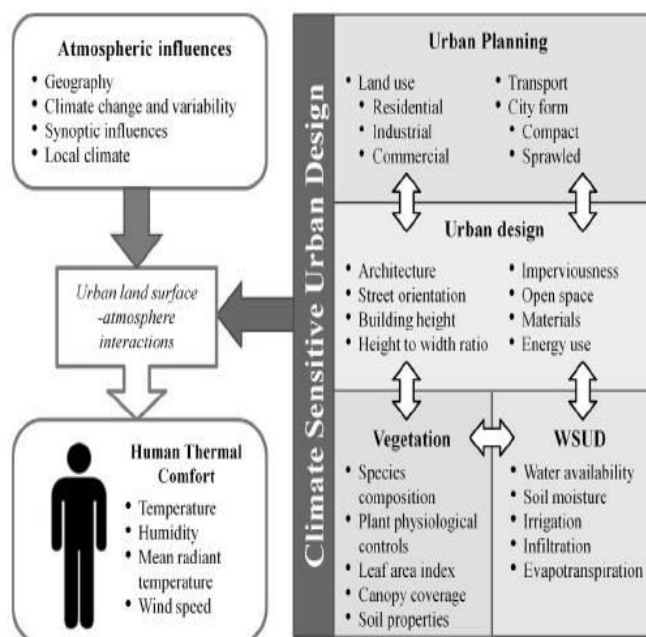 Atmospheric influences
• Geography
• Climate change and variability
• Synoptic influences
• Local climate
Urban land surface
-atmosphere
interactions
Human Thermal
Comfort
• Temperature
• Humidity
• Mean radiant
temperature
• Wind speed
Climate Sensitive Urban Design
Urban Planning
• Land use
• Residential
• Industrial
• Commercial
• Transport
• City form
• Compact
• Sprawled
Urban design
• Architecture
• Street orientation
• Building height
• Height to width ratio
• Imperviousness
• Open space
• Materials
• Energy use
Vegetation
• Species
composition
• Plant physiological
controls
• Leaf area index
• Canopy coverage
• Soil properties
WSUD
• Water availability
• Soil moisture
• Irrigation
• Infiltration
• Evapotranspiration